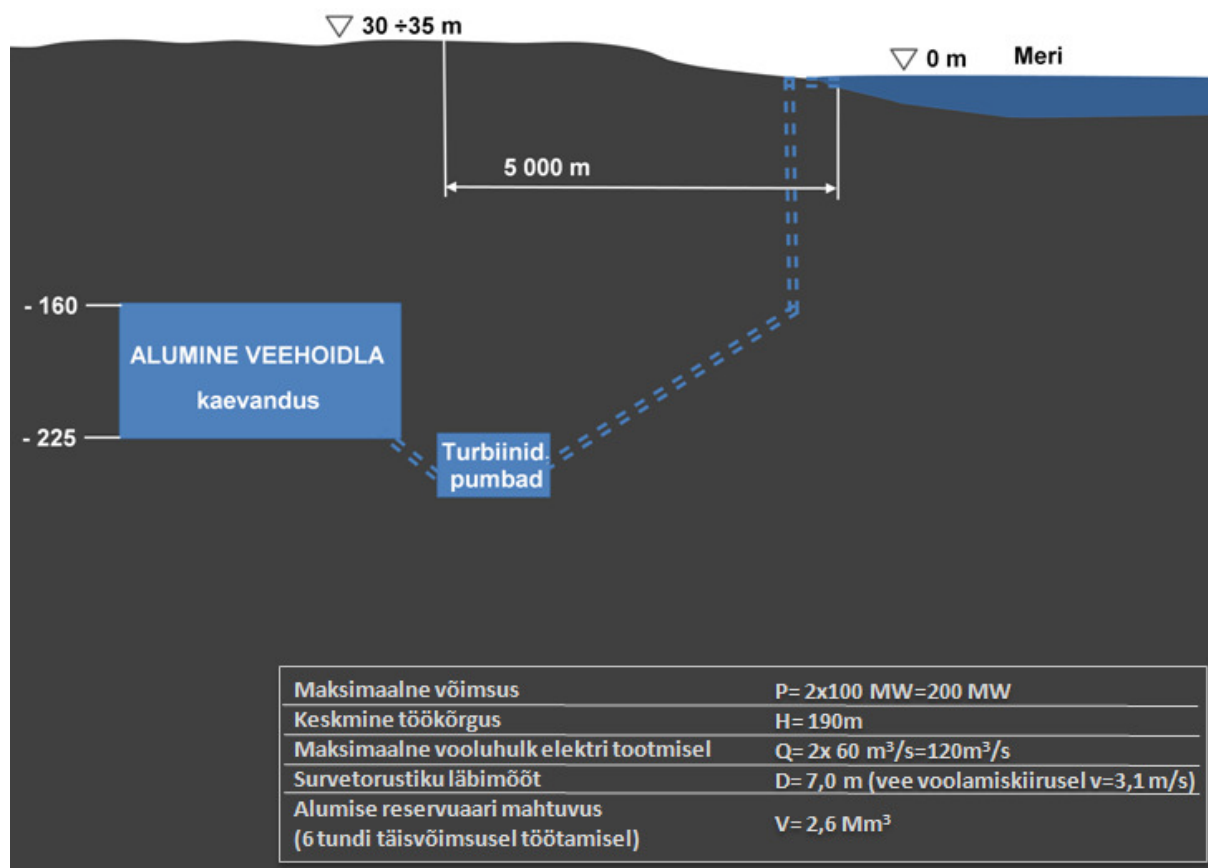 ▽ 30 ÷35 m
▽ 0 m Meri
5 000 m
- 160
ALUMINE VEEHOIDLA
kaevandus
- 225
Turbiinid.
pumbad
Maksimaalne võimsus P= 2x100 MW=200 MW
Keskmine töökõrgus H= 190m
Maksimaalne vooluhulk elektri tootmisel Q= 2x 60 m³/s=120m³/s
Survetorustiku läbimõõt D= 7,0 m (vee voolamiskiirusel v=3,1 m/s)
Alumise reservuaari mahtuvus
(6 tundi täisvõimsusel töötamisel) V= 2,6 Mm³